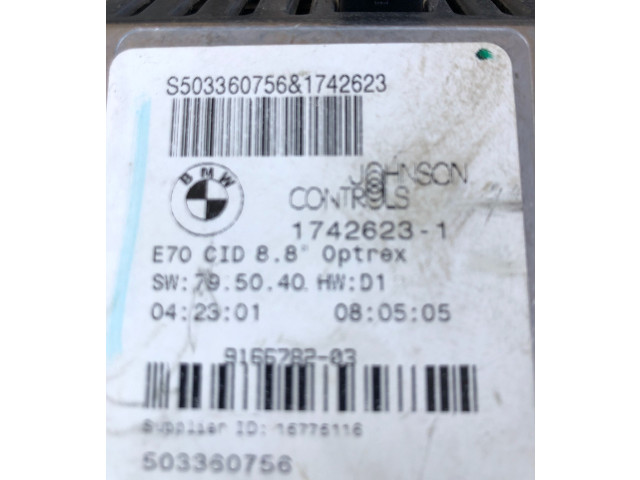 S503360756&1742623
BMW
JOHNSON
CONTROLS
1742623-1
E70 CID 8.8" Optrex
SW:79.50.40 HW:D1
04:23:01 08:05:05
9166782-03
Supplier ID: 16775116
503360756